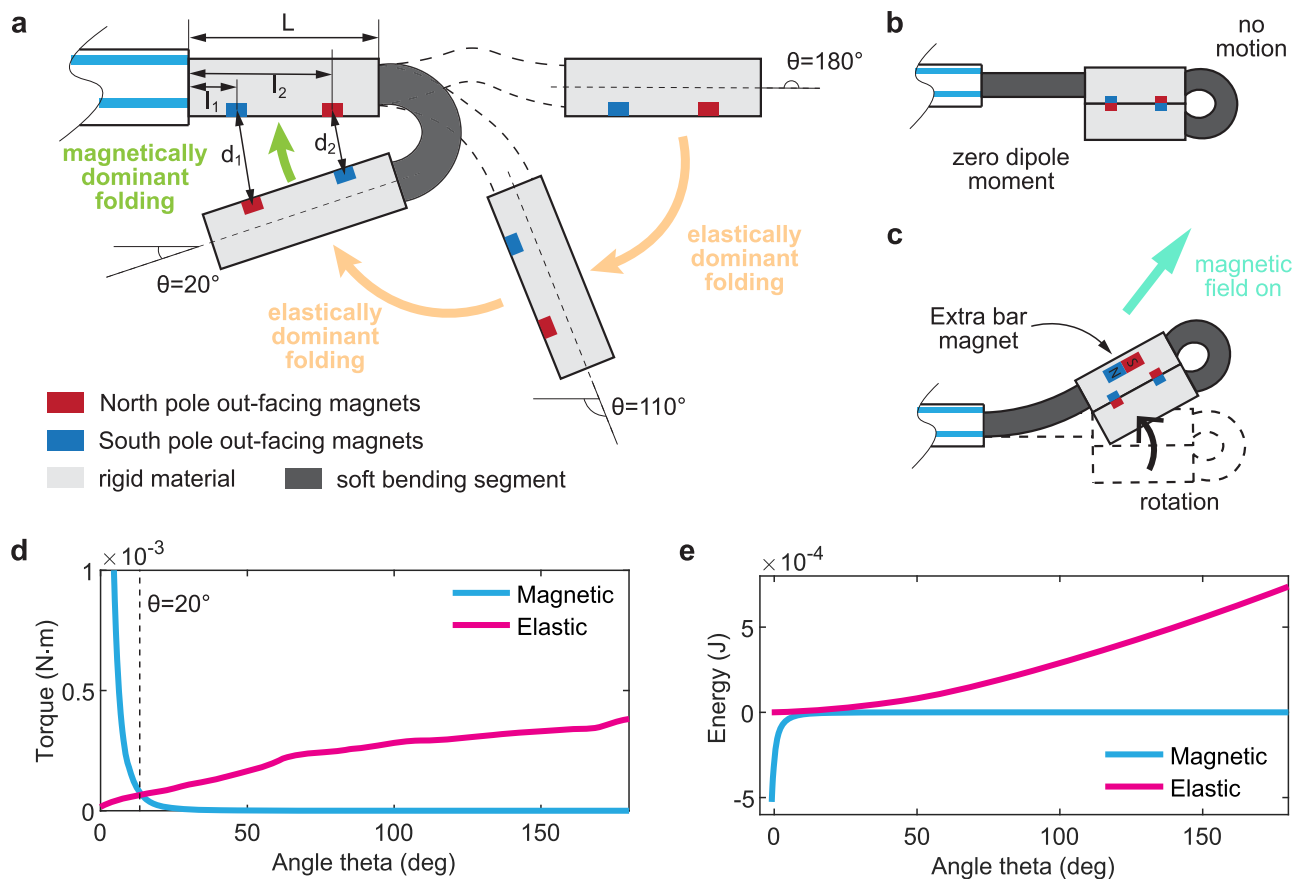 a
L
l1
l2
d1
d2
θ=180°
magnetically
dominant
folding
elastically
dominant
folding
θ=20°
elastically
dominant
folding
θ=110°
North pole out-facing magnets
South pole out-facing magnets
rigid material
soft bending segment
b
no
motion
zero dipole
moment
c
magnetic
field on
Extra bar
magnet
N S
rotation
d
×10-3
1
0.5
0
θ=20°
Magnetic
Elastic
Torque (N·m)
0 50 100 150
Angle theta (deg)
e
×10-4
5
0
-5
Energy (J)
Magnetic
Elastic
0 50 100 150
Angle theta (deg)